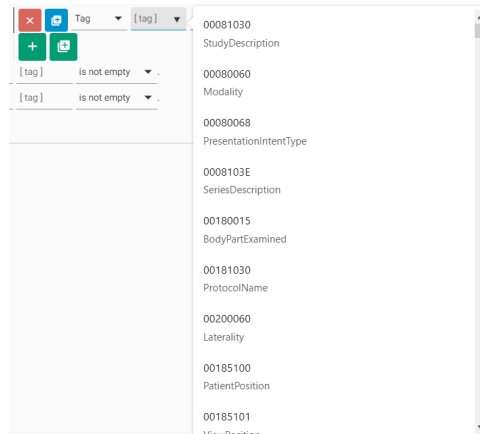 Tag [ tag ]
[ tag ] is not empty .
[ tag ] is not empty .
00081030
StudyDescription
00080060
Modality
00080068
PresentationIntentType
0008103E
SeriesDescription
00180015
BodyPartExamined
00181030
ProtocolName
00200060
Laterality
00185100
PatientPosition
00185101
ViewPosition